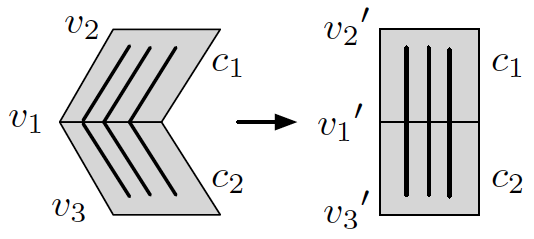 v₂ v₂′
c₁ c₁
v₁ v₁′
c₂ c₂
v₃ v₃′